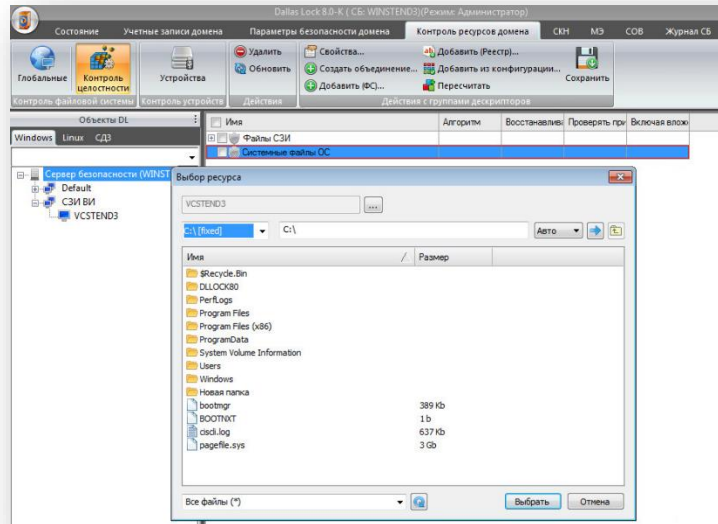 Dallas Lock 8.0-K ( СБ: WINSTEND3)(Режим: Администратор)
Состояние Учетные записи домена Параметры безопасности домена Контроль ресурсов домена СКН МЭ СОВ Журнал СБ
Глобальные Контроль целостности Устройства
Удалить Свойства... Добавить (Реестр)...
Обновить Создать объединение... Добавить из конфигурации... Сохранить
Добавить (ФС)... Пересчитать
Контроль файловой системы Контроль устройств Действия Действия с группами дескрипторов
Объекты DL Имя Алгоритм Восстанавлива Проверять при Включая влож
Windows Linux СДЗ Файлы СЗИ
Системные файлы ОС
Сервер безопасности (WINST
Default
СЗИ ВИ
VCSTEND3
Выбор ресурса
VCSTEND3 ...
C:\ [fixed] C:\ Авто
Имя Размер
$Recycle.Bin
DLLOCK80
PerfLogs
Program Files
Program Files (x86)
ProgramData
System Volume Information
Users
Windows
Новая папка
bootmgr 389 Kb
BOOTNXT 1 b
637 Kb
pagefile.sys 3 Gb
Все файлы (*) Выбрать Отмена